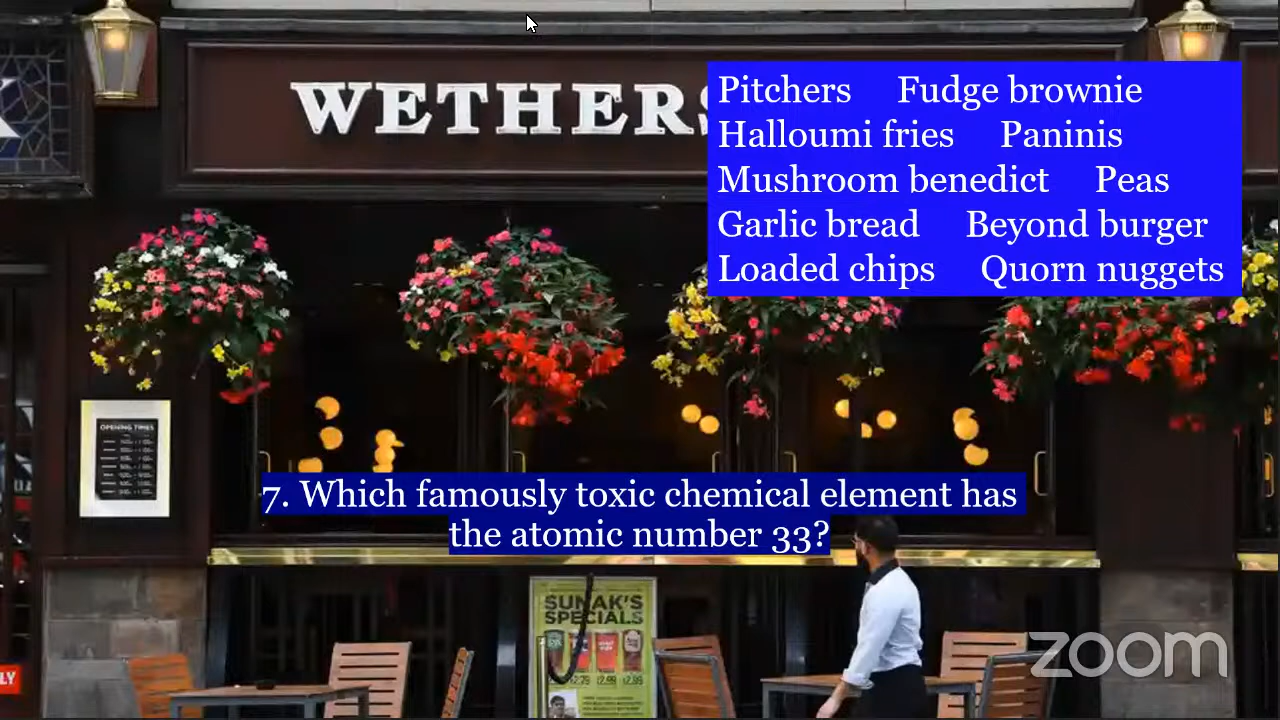 WETHERS
Pitchers Fudge brownie
Halloumi fries Paninis
Mushroom benedict Peas
Garlic bread Beyond burger
Loaded chips Quorn nuggets
OPENING TIMES
7. Which famously toxic chemical element has
the atomic number 33?
SUNAK'S
SPECIALS
zoom
LY